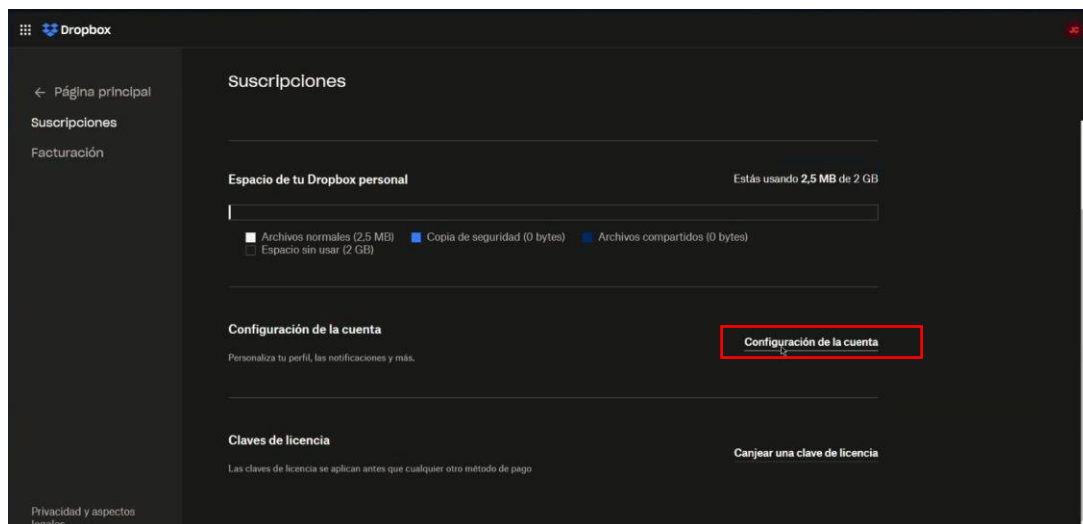 Dropbox
JC
← Página principal
Suscripciones
Facturación
Privacidad y aspectos
legales
Suscripciones
Espacio de tu Dropbox personal
Estás usando 2,5 MB de 2 GB
Archivos normales (2,5 MB) Copia de seguridad (0 bytes) Archivos compartidos (0 bytes)
Espacio sin usar (2 GB)
Configuración de la cuenta
Personaliza tu perfil, las notificaciones y más.
Configuración de la cuenta
Claves de licencia
Las claves de licencia se aplican antes que cualquier otro método de pago
Canjear una clave de licencia